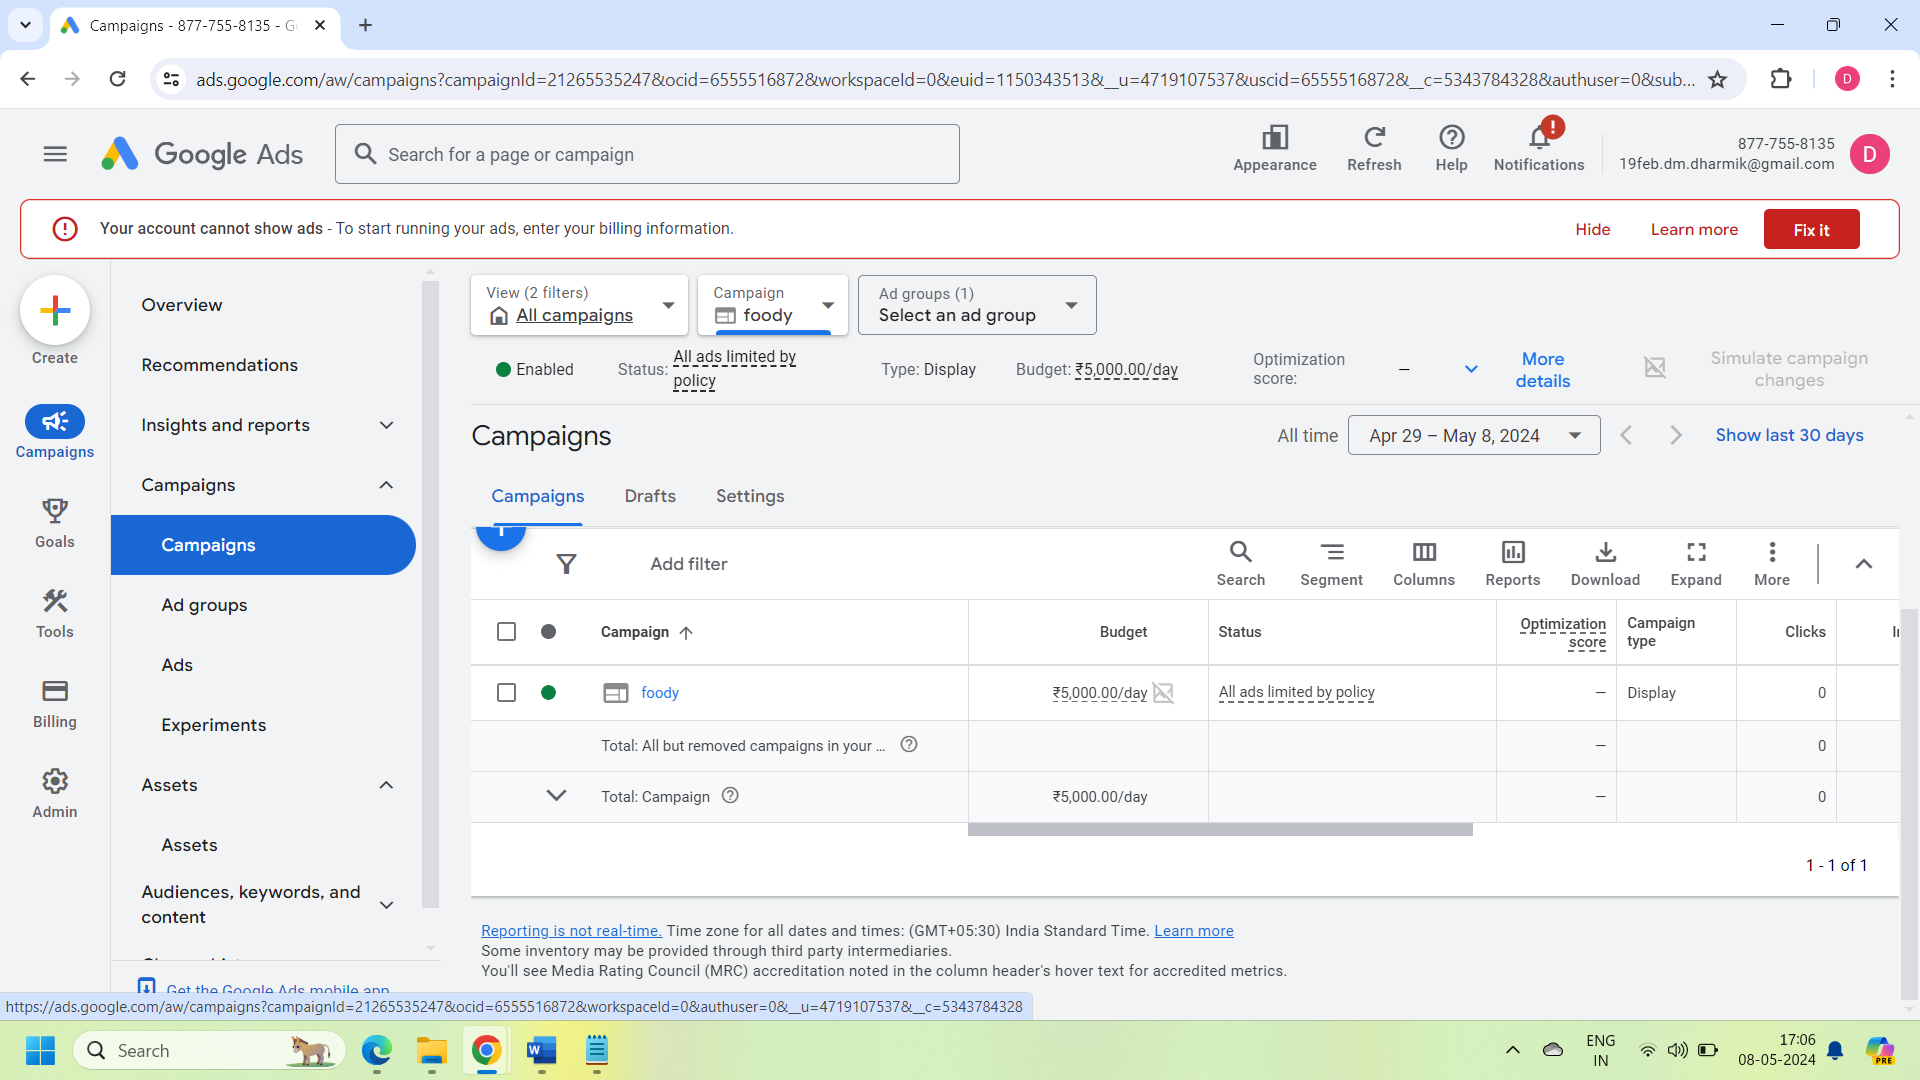 Campaigns - 877-755-8135 - G
ads.google.com/aw/campaigns?campaignId=21265535247&ocid=6555516872&workspaceId=0&euid=1150343513&__u=4719107537&uscid=6555516872&__c=5343784328&authuser=0&sub...
D
Google Ads
Search for a page or campaign
Appearance
Refresh
Help
Notifications
877-755-8135
19feb.dm.dharmik@gmail.com
D
Your account cannot show ads - To start running your ads, enter your billing information.
Hide
Learn more
Fix it
Create
Campaigns
Goals
Tools
Billing
Admin
Overview
Recommendations
Insights and reports
Campaigns
Campaigns
Ad groups
Ads
Experiments
Assets
Assets
Audiences, keywords, and
content
Get the Google Ads mobile app
View (2 filters)
All campaigns
Campaign
foody
Ad groups (1)
Select an ad group
Enabled
Status: All ads limited by
policy
Type: Display
Budget: ₹5,000.00/day
Optimization
score:
–
More
details
Simulate campaign
changes
Campaigns
All time
Apr 29 – May 8, 2024
Show last 30 days
Campaigns
Drafts
Settings
Add filter
Search
Segment
Columns
Reports
Download
Expand
More
Campaign
Budget
Status
Optimization
score
Campaign
type
Clicks
foody
₹5,000.00/day
All ads limited by policy
–
Display
0
Total: All but removed campaigns in your ...
–
0
Total: Campaign
₹5,000.00/day
–
0
1 - 1 of 1
Reporting is not real-time. Time zone for all dates and times: (GMT+05:30) India Standard Time. Learn more
Some inventory may be provided through third party intermediaries.
You'll see Media Rating Council (MRC) accreditation noted in the column header's hover text for accredited metrics.
https://ads.google.com/aw/campaigns?campaignId=21265535247&ocid=6555516872&workspaceId=0&authuser=0&__u=4719107537&__c=5343784328
Search
ENG
IN
17:06
08-05-2024
PRE